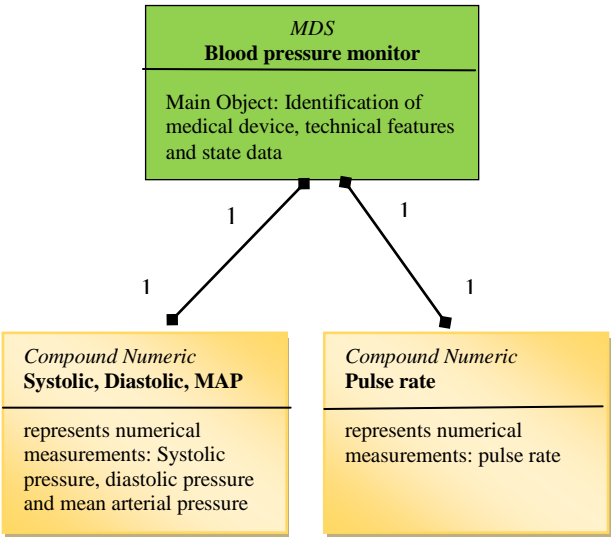 MDS
Blood pressure monitor
Main Object: Identification of
medical device, technical features
and state data
1
1
1
1
Compound Numeric
Systolic, Diastolic, MAP
represents numerical
measurements: Systolic
pressure, diastolic pressure
and mean arterial pressure
Compound Numeric
Pulse rate
represents numerical
measurements: pulse rate